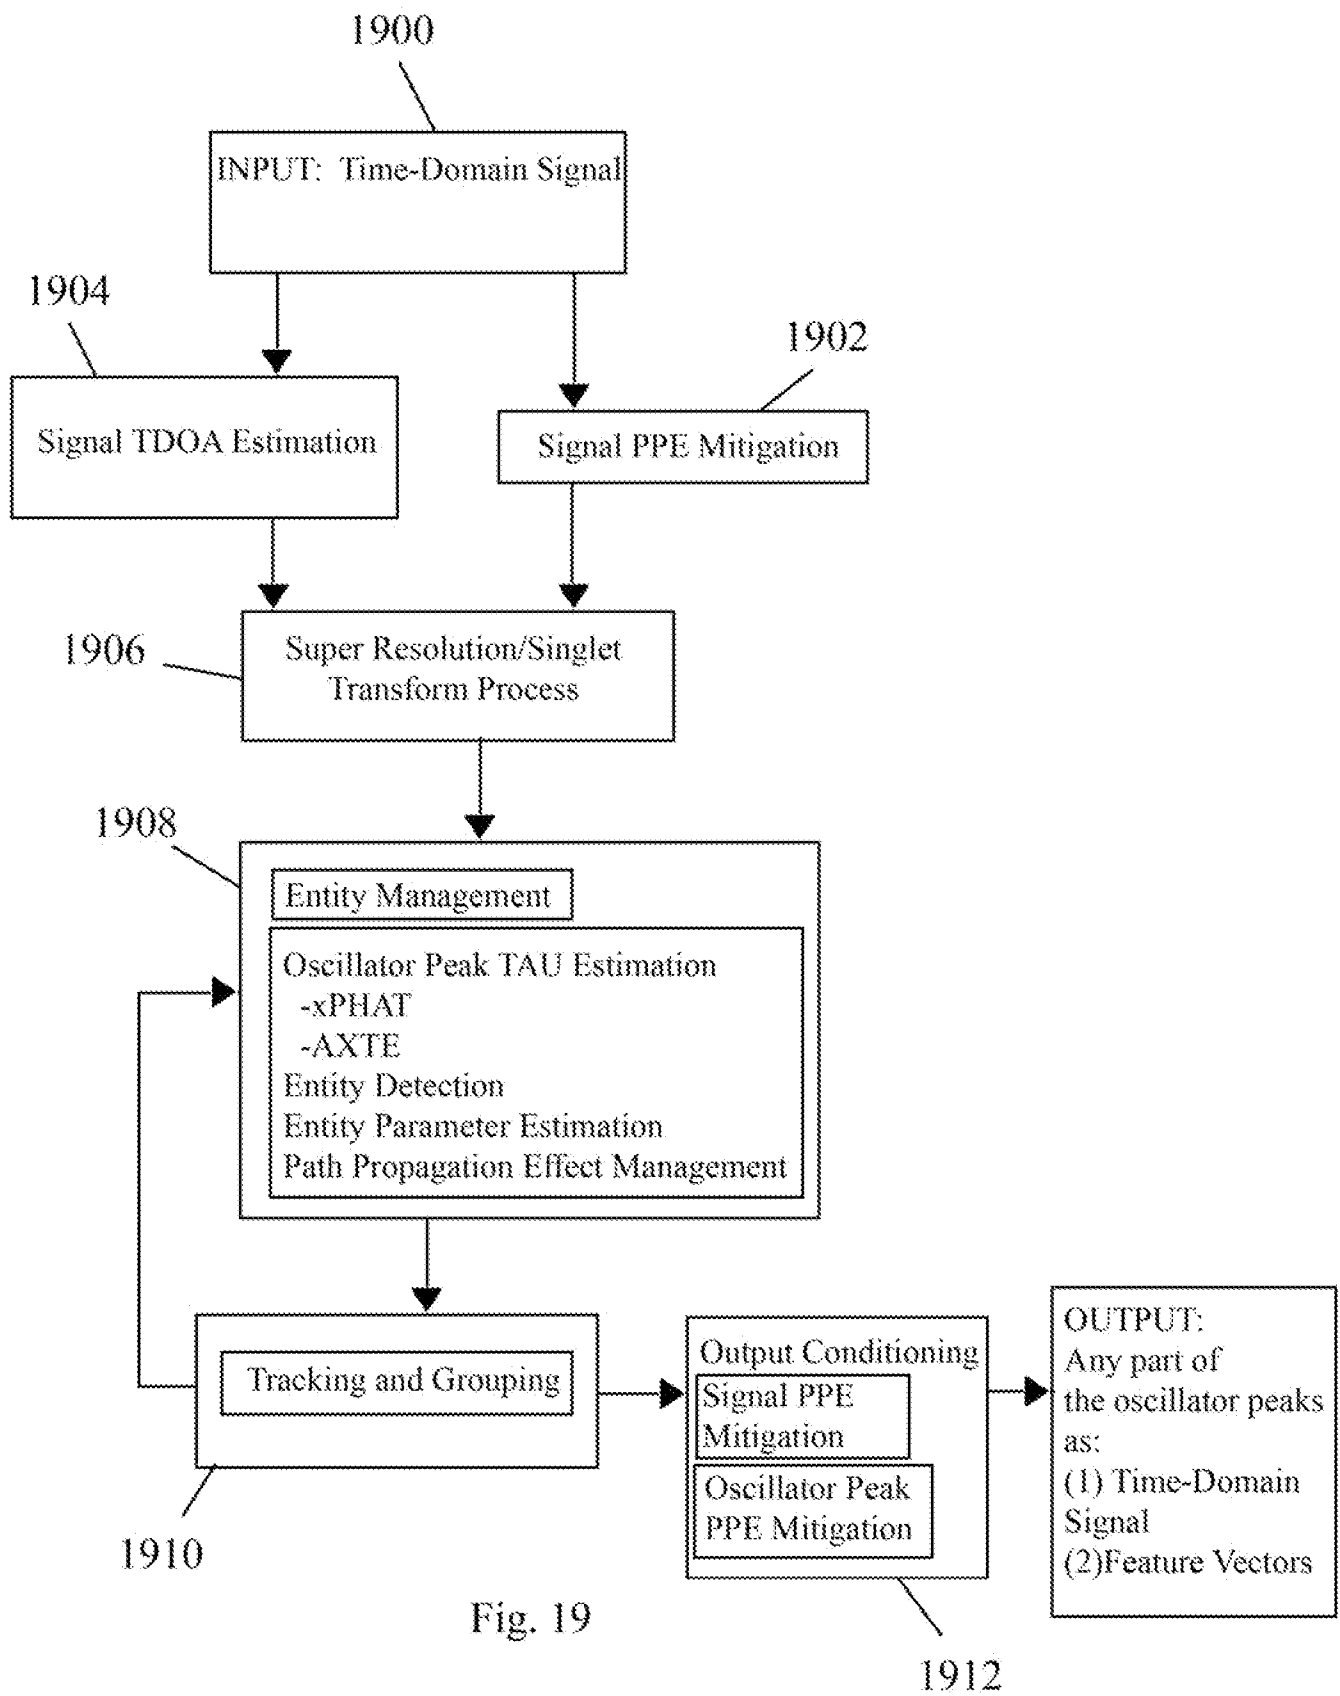 1900
INPUT: Time-Domain Signal
1904
1902
Signal TDOA Estimation
Signal PPE Mitigation
1906
Super Resolution/Singlet
Transform Process
1908
Entity Management
Oscillator Peak TAU Estimation
-xPHAT
-AXTE
Entity Detection
Entity Parameter Estimation
Path Propagation Effect Management
Tracking and Grouping
1910
Output Conditioning
Signal PPE
Mitigation
Oscillator Peak
PPE Mitigation
1912
OUTPUT:
Any part of
the oscillator peaks
as:
(1) Time-Domain
Signal
(2)Feature Vectors
Fig. 19